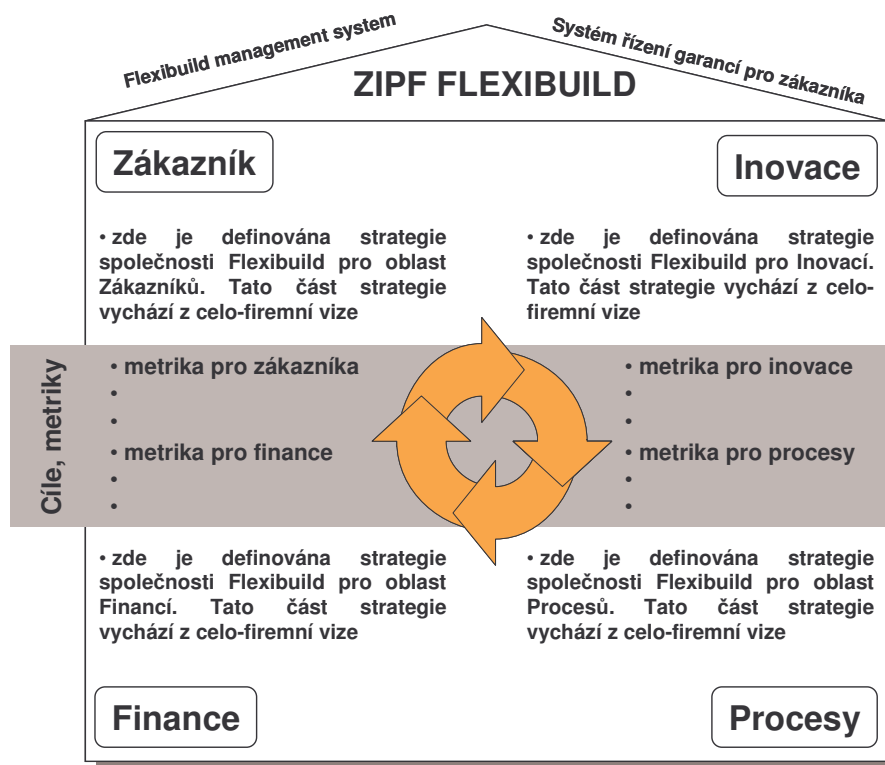 Flexibuild management system
Systém řízení garancí pro zákazníka
ZIPF FLEXIBUILD
Zákazník
Inovace
• zde je definována strategie
společnosti Flexibuild pro oblast
Zákazníků. Tato část strategie
vychází z celo-firemní vize
• zde je definována strategie
společnosti Flexibuild pro Inovací.
Tato část strategie vychází z celo-
firemní vize
Cíle, metriky
• metrika pro zákazníka
•
•
• metrika pro inovace
•
•
• metrika pro finance
•
•
• metrika pro procesy
•
•
• zde je definována strategie
společnosti Flexibuild pro oblast
Financí. Tato část strategie
vychází z celo-firemní vize
• zde je definována strategie
společnosti Flexibuild pro oblast
Procesů. Tato část strategie
vychází z celo-firemní vize
Finance
Procesy